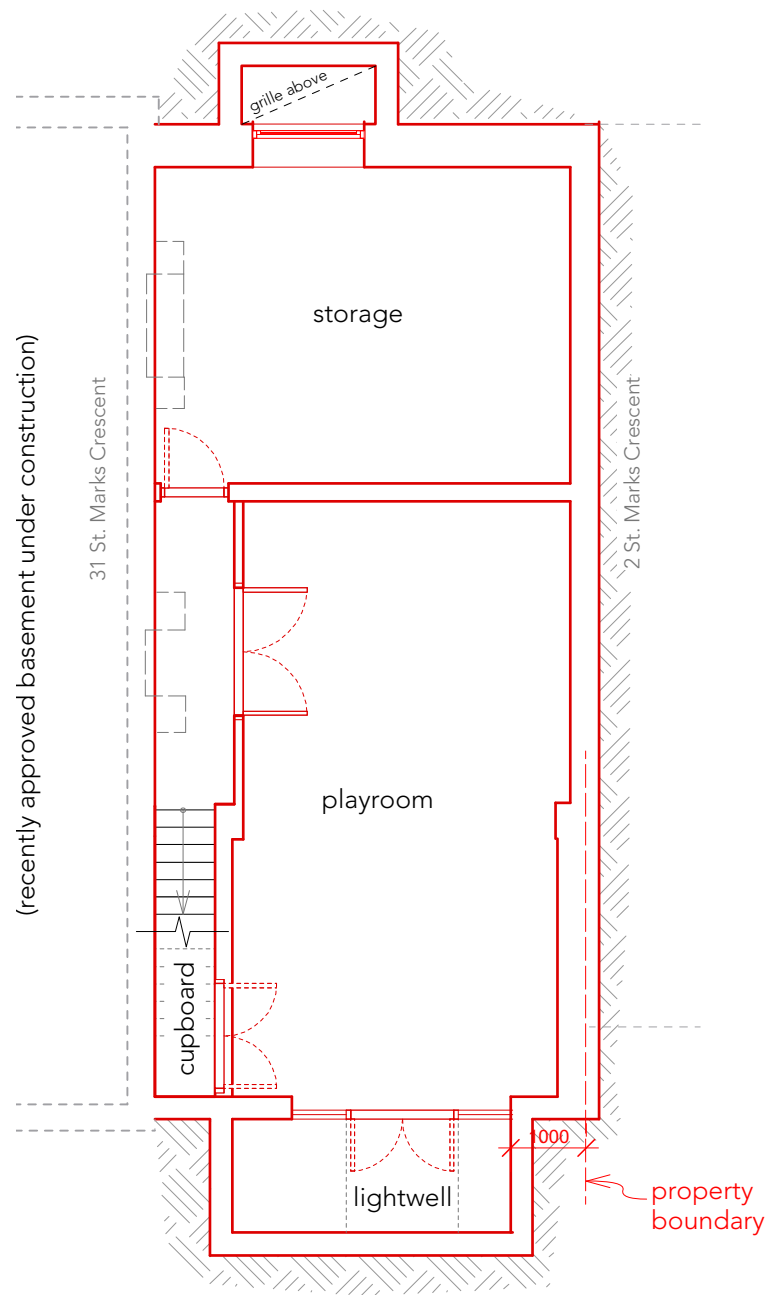 grille above
storage
(recently approved basement under construction)
31 St. Marks Crescent
2 St. Marks Crescent
playroom
cupboard
1000
lightwell
property
boundary